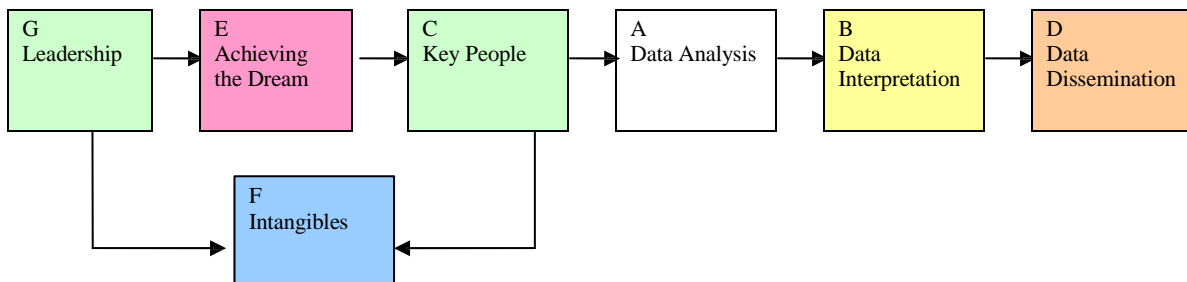 G
Leadership
E
Achieving
the Dream
C
Key People
A
Data Analysis
B
Data
Interpretation
D
Data
Dissemination
F
Intangibles